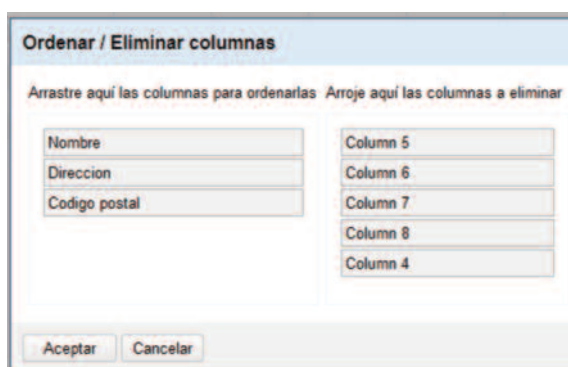 Ordenar / Eliminar columnas
Arrastre aquí las columnas para ordenarlas
Arroje aquí las columnas a eliminar
Nombre
Direccion
Codigo postal
Column 5
Column 6
Column 7
Column 8
Column 4
Aceptar
Cancelar